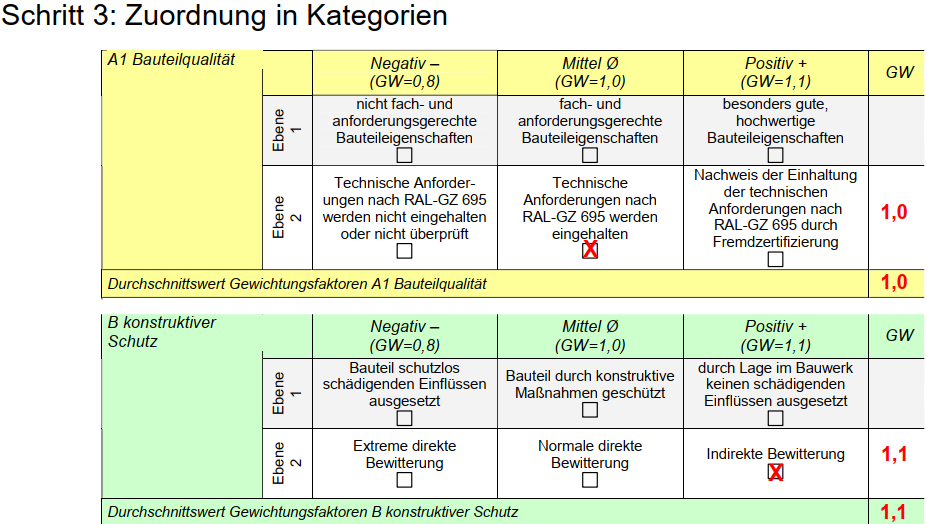 Schritt 3: Zuordnung in Kategorien
A1 Bauteilqualität
Negativ –
(GW=0,8)
Mittel Ø
(GW=1,0)
Positiv +
(GW=1,1)
GW
Ebene
1
nicht fach- und
anforderungsgerechte
Bauteileigenschaften
fach- und
anforderungsgerechte
Bauteileigenschaften
besonders gute,
hochwertige
Bauteileigenschaften
Ebene
2
Technische Anforder-
ungen nach RAL-GZ 695
werden nicht eingehalten
oder nicht überprüft
Technische
Anforderungen nach
RAL-GZ 695 werden
eingehalten
X
Nachweis der Einhaltung
der technischen
Anforderungen nach
RAL-GZ 695 durch
Fremdzertifizierung
1,0
Durchschnittswert Gewichtungsfaktoren A1 Bauteilqualität
1,0
B konstruktiver
Schutz
Negativ –
(GW=0,8)
Mittel Ø
(GW=1,0)
Positiv +
(GW=1,1)
GW
Ebene
1
Bauteil schutzlos
schädigenden Einflüssen
ausgesetzt
Bauteil durch konstruktive
Maßnahmen geschützt
durch Lage im Bauwerk
keinen schädigenden
Einflüssen ausgesetzt
Ebene
2
Extreme direkte
Bewitterung
Normale direkte
Bewitterung
Indirekte Bewitterung
X
1,1
Durchschnittswert Gewichtungsfaktoren B konstruktiver Schutz
1,1